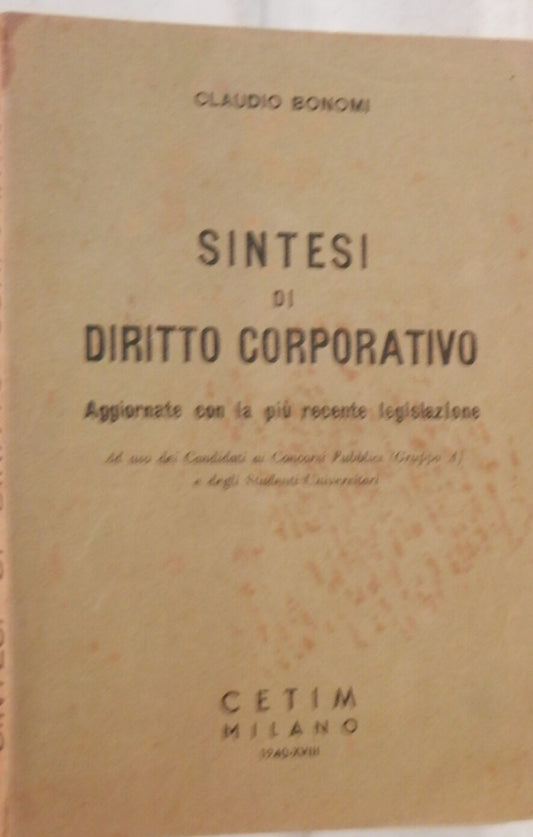 CLAUDIO BONOMI
SINTESI
DI
DIRITTO CORPORATIVO
Aggiornate con la più recente legislazione
Ad uso dei Candidati ai Concorsi Pubblici (Gruppo A)
e degli Studenti Universitari
CETIM
MILANO
1940-XVIII